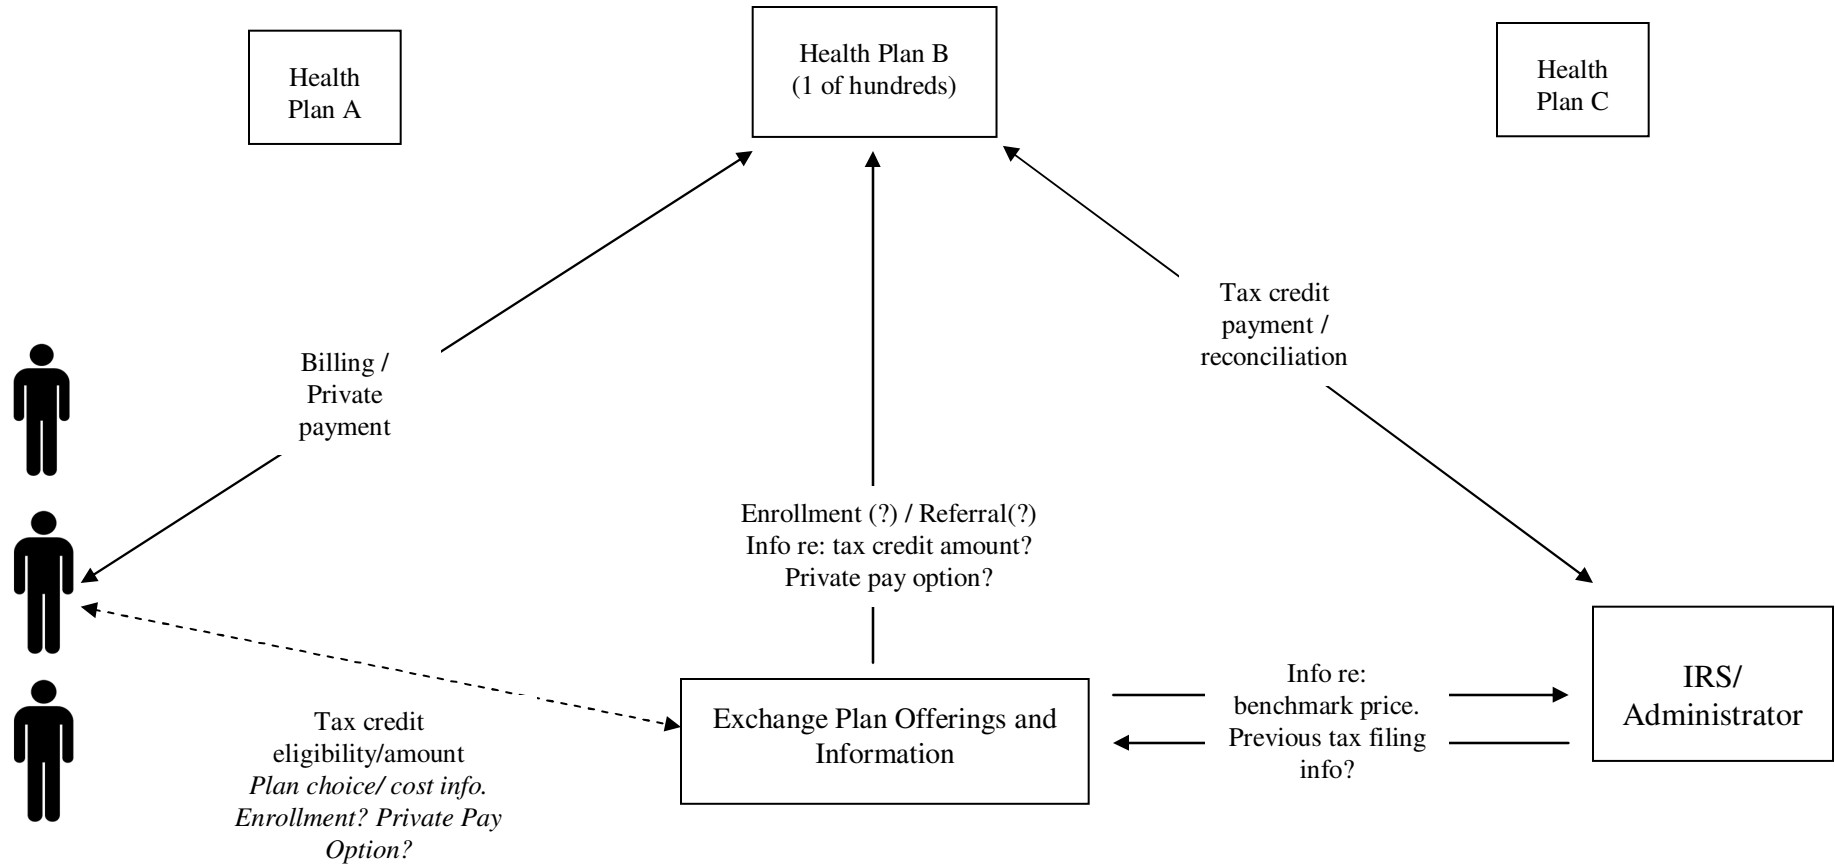 Health
Plan A
Health Plan B
(1 of hundreds)
Health
Plan C
Tax credit
payment /
reconciliation
Billing /
Private
payment
Enrollment (?) / Referral(?)
Info re: tax credit amount?
Private pay option?
Tax credit
eligibility/amount
Plan choice/ cost info.
Enrollment? Private Pay
Option?
Exchange Plan Offerings and
Information
Info re:
benchmark price.
Previous tax filing
info?
IRS/
Administrator